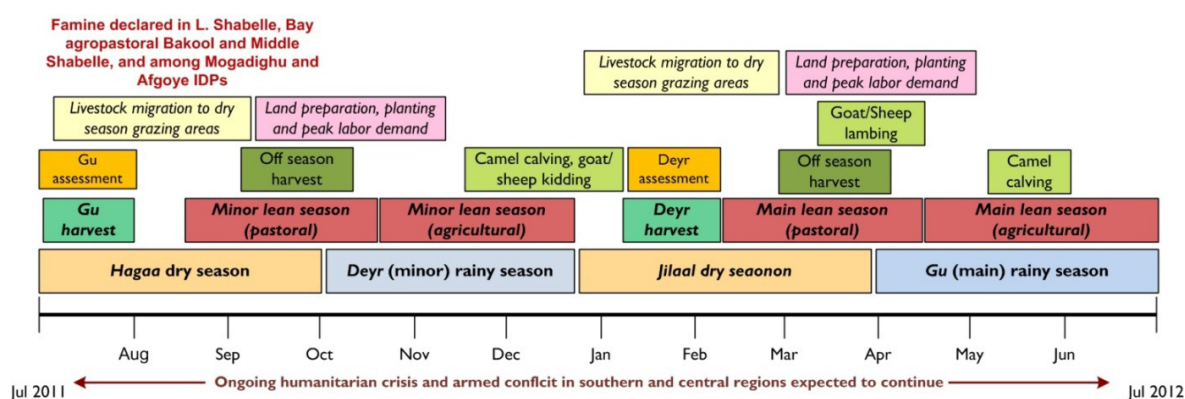 Famine declared in L. Shabelle, Bay
agropastoral Bakool and Middle
Shabelle, and among Mogadighu and
Afgoye IDPs
Livestock migration to dry
season grazing areas
Land preparation, planting
and peak labor demand
Livestock migration to dry
season grazing areas
Land preparation, planting
and peak labor demand
Goat/Sheep
lambing
Gu
assessment
Off season
harvest
Camel calving, goat/
sheep kidding
Deyr
assessment
Off season
harvest
Camel
calving
Gu
harvest
Minor lean season
(pastoral)
Minor lean season
(agricultural)
Deyr
harvest
Main lean season
(pastoral)
Main lean season
(agricultural)
Hagaa dry season
Deyr (minor) rainy season
Jilaal dry seaonon
Gu (main) rainy season
Aug Sep Oct Nov Dec Jan Feb Mar Apr May Jun
Jul 2011
Ongoing humanitarian crisis and armed conflcit in southern and central regions expected to continue
Jul 2012